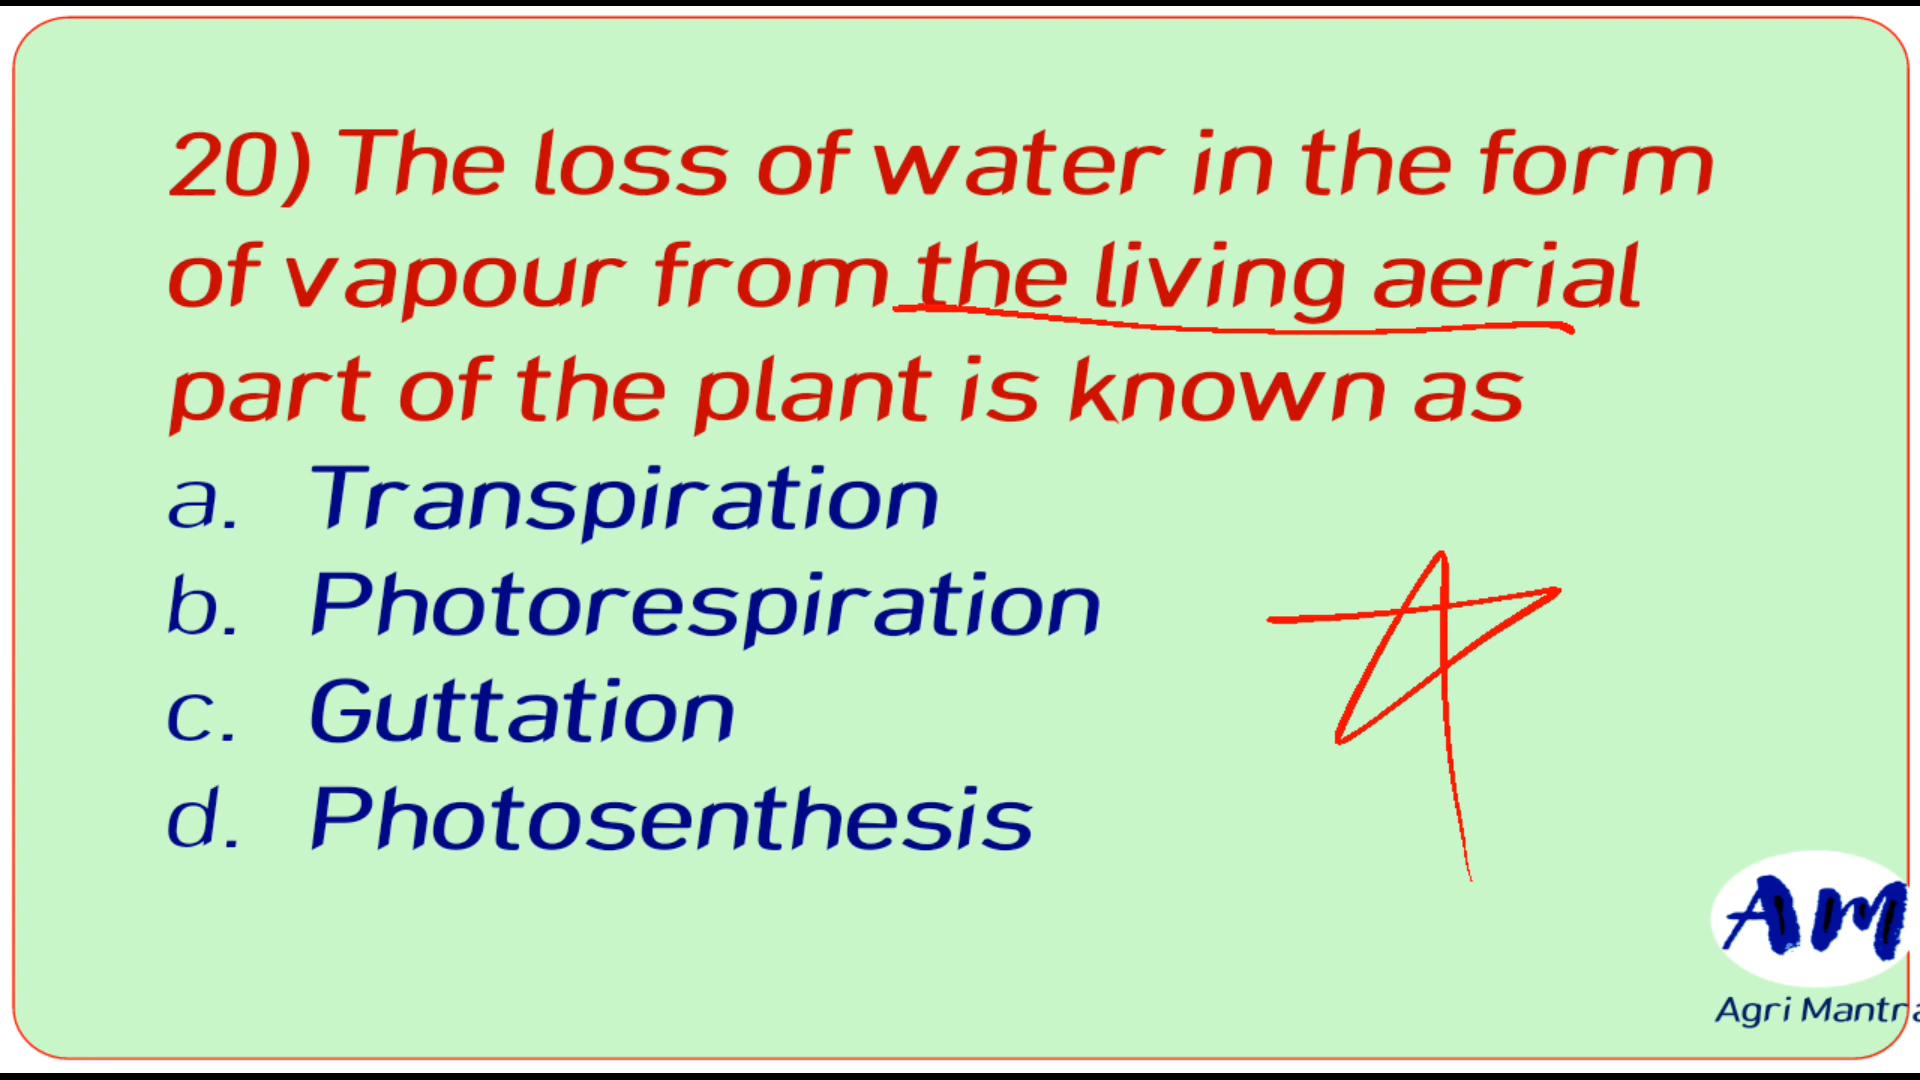 20) The loss of water in the form
of vapour from the living aerial
part of the plant is known as
a. Transpiration
b. Photorespiration
c. Guttation
d. Photosenthesis
AM
Agri Mantra